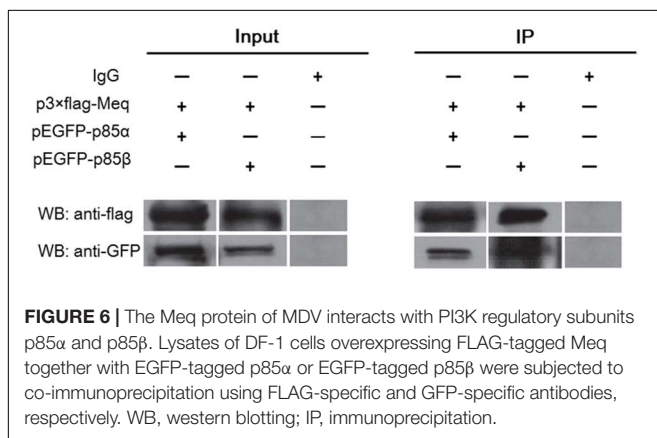 Input IP
IgG — — + — — +
p3×flag-Meq + + — + + —
pEGFP-p85α + — — + — —
pEGFP-p85β — + — — + —
WB: anti-flag
WB: anti-GFP
FIGURE 6 | The Meq protein of MDV interacts with PI3K regulatory subunits
p85α and p85β. Lysates of DF-1 cells overexpressing FLAG-tagged Meq
together with EGFP-tagged p85α or EGFP-tagged p85β were subjected to
co-immunoprecipitation using FLAG-specific and GFP-specific antibodies,
respectively. WB, western blotting; IP, immunoprecipitation.